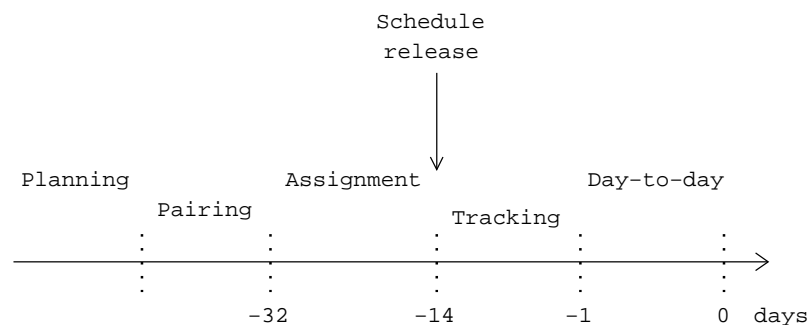 Schedule
release
Planning
Assignment
Day-to-day
Pairing
Tracking
-32
-14
-1
0
days